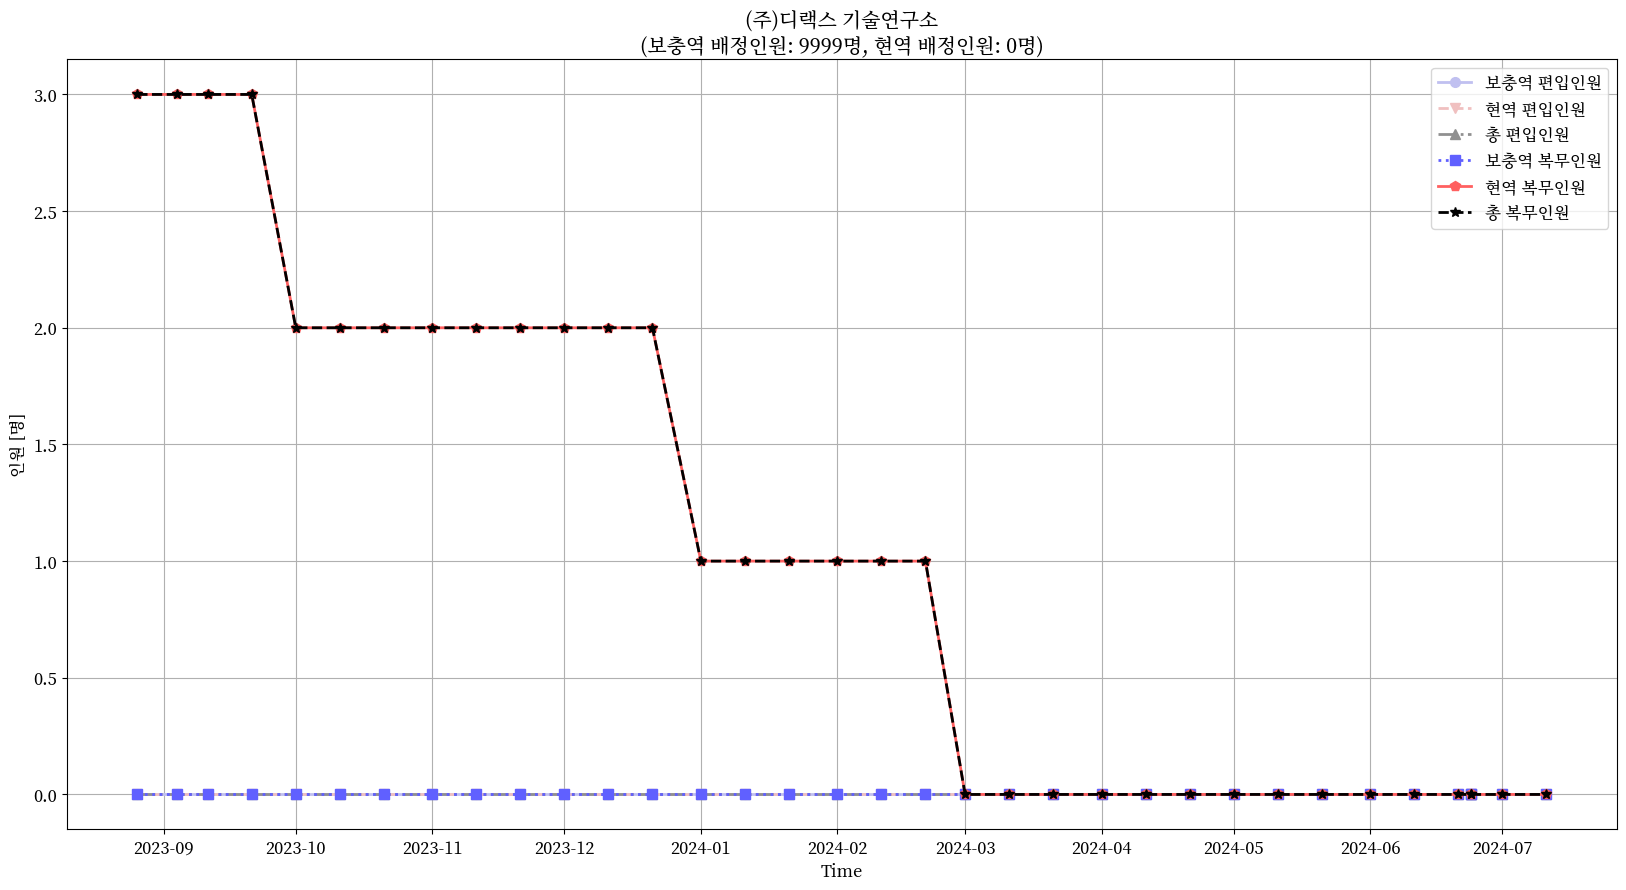 (주)디랙스 기술연구소
(보충역 배정인원: 9999명, 현역 배정인원: 0명)
보충역 편입인원
현역 편입인원
총 편입인원
보충역 복무인원
현역 복무인원
총 복무인원
인원 [명]
3.0
2.5
2.0
1.5
1.0
0.5
0.0
2023-09
2023-10
2023-11
2023-12
2024-01
2024-02
2024-03
2024-04
2024-05
2024-06
2024-07
Time